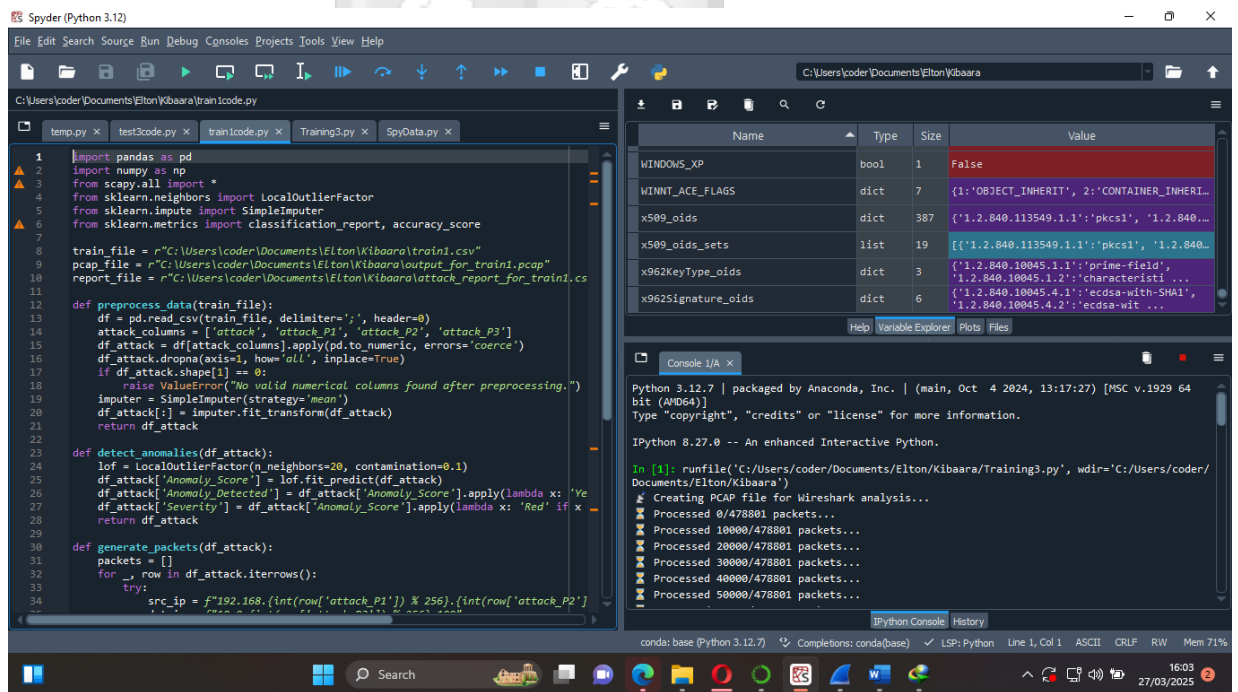 Spyder (Python 3.12)
File Edit Search Source Run Debug Consoles Projects Tools View Help
C:\Users\coder\Documents\Elton\Kibaara
C:\Users\coder\Documents\Elton\Kibaara\train1code.py
temp.py test3code.py train1code.py Training3.py SpyData.py
1 import pandas as pd
2 import numpy as np
3 from scapy.all import *
4 from sklearn.neighbors import LocalOutlierFactor
5 from sklearn.impute import SimpleImputer
6 from sklearn.metrics import classification_report, accuracy_score
7
8 train_file = r"C:\Users\coder\Documents\Elton\Kibaara\train1.csv"
9 pcap_file = r"C:\Users\coder\Documents\Elton\Kibaara\output_for_train1.pcap"
10 report_file = r"C:\Users\coder\Documents\Elton\Kibaara\attack_report_for_train1.cs
11
12 def preprocess_data(train_file):
13 df = pd.read_csv(train_file, delimiter=';', header=0)
14 attack_columns = ['attack', 'attack_P1', 'attack_P2', 'attack_P3']
15 df_attack = df[attack_columns].apply(pd.to_numeric, errors='coerce')
16 df_attack.dropna(axis=1, how='all', inplace=True)
17 if df_attack.shape[1] == 0:
18 raise ValueError("No valid numerical columns found after preprocessing.")
19 imputer = SimpleImputer(strategy='mean')
20 df_attack[:] = imputer.fit_transform(df_attack)
21 return df_attack
22
23 def detect_anomalies(df_attack):
24 lof = LocalOutlierFactor(n_neighbors=20, contamination=0.1)
25 df_attack['Anomaly_Score'] = lof.fit_predict(df_attack)
26 df_attack['Anomaly_Detected'] = df_attack['Anomaly_Score'].apply(lambda x: 'Ye
27 df_attack['Severity'] = df_attack['Anomaly_Score'].apply(lambda x: 'Red' if x
28 return df_attack
29
30 def generate_packets(df_attack):
31 packets = []
32 for _, row in df_attack.iterrows():
33 try:
34 src_ip = f"192.168.{int(row['attack_P1']) % 256}.{int(row['attack_P2']
Name Type Size Value
WINDOWS_XP bool 1 False
WINNT_ACE_FLAGS dict 7 {1:'OBJECT_INHERIT', 2:'CONTAINER_INHERI…
x509_oids dict 387 {'1.2.840.113549.1.1':'pkcs1', '1.2.840.…
x509_oids_sets list 19 [{'1.2.840.113549.1.1':'pkcs1', '1.2.840…
x962KeyType_oids dict 3 {'1.2.840.10045.1.1':'prime-field',
'1.2.840.10045.1.2':'characteristi ...
x962Signature_oids dict 6 {'1.2.840.10045.4.1':'ecdsa-with-SHA1',
'1.2.840.10045.4.2':'ecdsa-wit ...
Help Variable Explorer Plots Files
Console 1/A
Python 3.12.7 | packaged by Anaconda, Inc. | (main, Oct 4 2024, 13:17:27) [MSC v.1929 64
bit (AMD64)]
Type "copyright", "credits" or "license" for more information.
IPython 8.27.0 -- An enhanced Interactive Python.
In [1]: runfile('C:/Users/coder/Documents/Elton/Kibaara/Training3.py', wdir='C:/Users/coder/
Documents/Elton/Kibaara')
Creating PCAP file for Wireshark analysis...
Processed 0/478801 packets...
Processed 10000/478801 packets...
Processed 20000/478801 packets...
Processed 30000/478801 packets...
Processed 40000/478801 packets...
Processed 50000/478801 packets...
IPython Console History
conda: base (Python 3.12.7) Completions: conda(base) LSP: Python Line 1, Col 1 ASCII CRLF RW Mem 71%
Search
16:03
27/03/2025
2